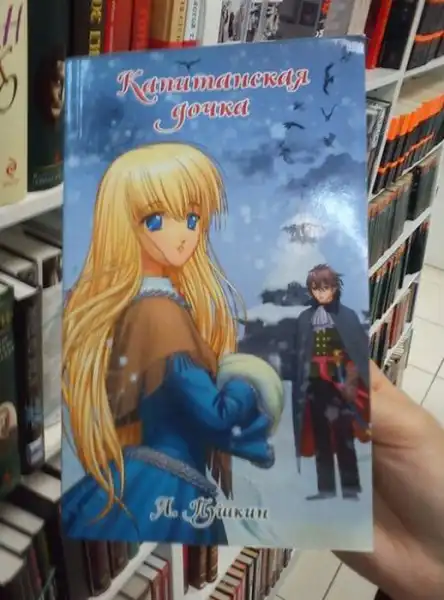 Капитанская
дочка
А. Пушкин